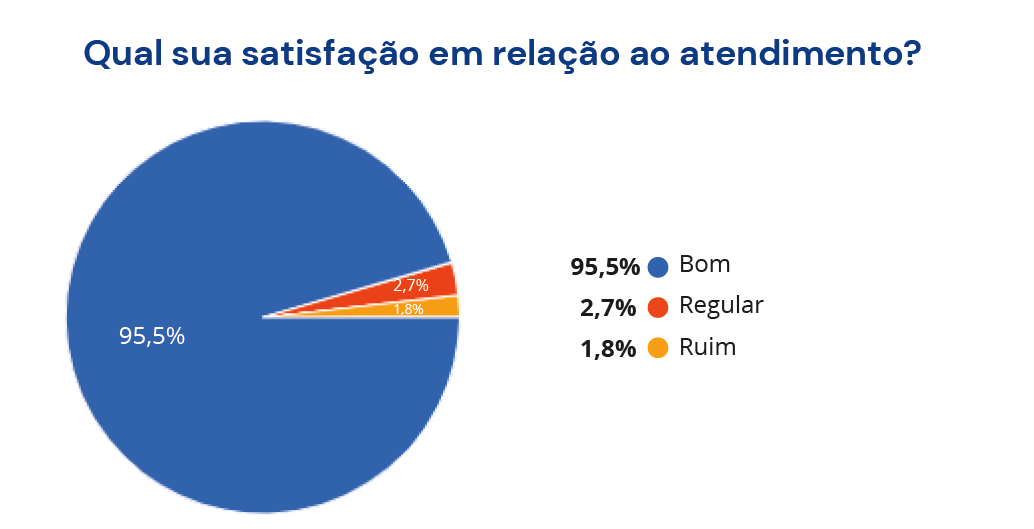 Qual sua satisfação em relação ao atendimento?
2,7%
1,8%
95,5%
95,5% Bom
2,7% Regular
1,8% Ruim